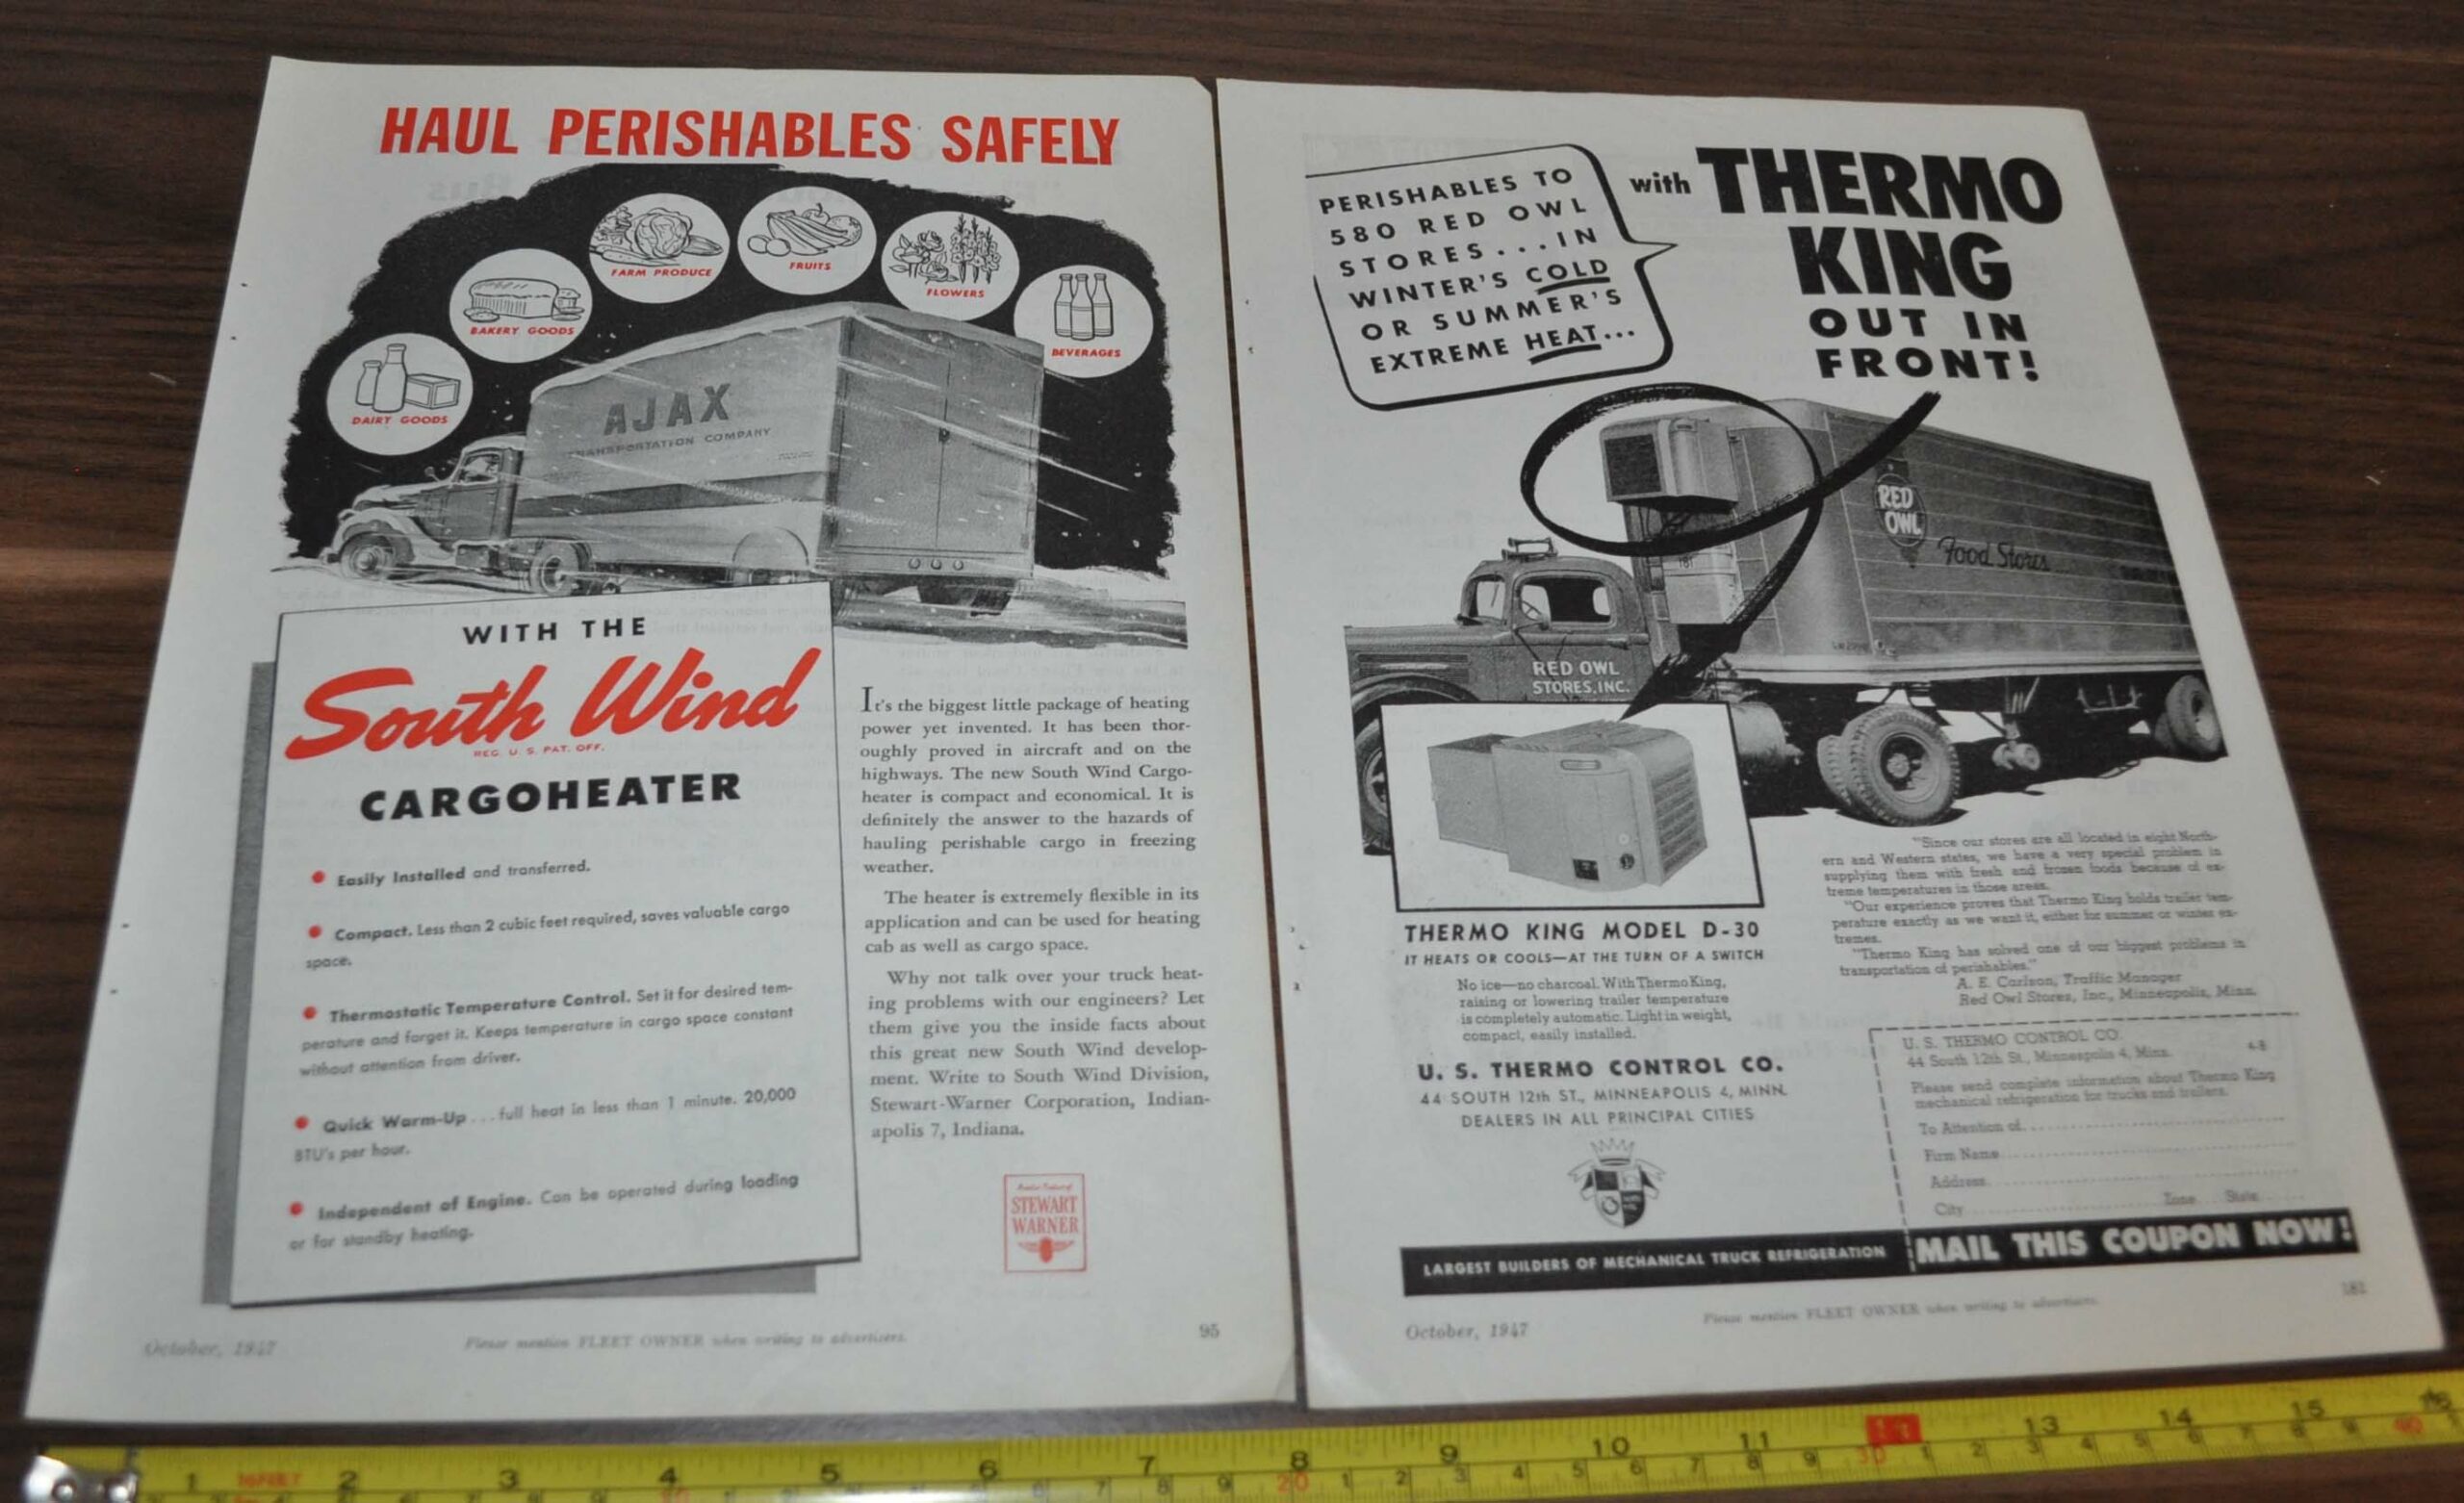 HAUL PERISHABLES SAFELY
DAIRY GOODS
BAKERY GOODS
FARM PRODUCE
FRUITS
FLOWERS
BEVERAGES
AJAX
TRANSPORTATION COMPANY
WITH THE
South Wind
REG. U. S. PAT. OFF.
CARGOHEATER
Easily Installed and transferred.
Compact. Less than 2 cubic feet required, saves valuable cargo
space.
Thermostatic Temperature Control. Set it for desired tem-
perature and forget it. Keeps temperature in cargo space constant
without attention from driver.
Quick Warm-Up . . . full heat in less than 1 minute. 20,000
BTU's per hour.
Independent of Engine. Can be operated during loading
or for standby heating.
It's the biggest little package of heating
power yet invented. It has been thor-
oughly proved in aircraft and on the
highways. The new South Wind Cargo-
heater is compact and economical. It is
definitely the answer to the hazards of
hauling perishable cargo in freezing
weather.
The heater is extremely flexible in its
application and can be used for heating
cab as well as cargo space.
Why not talk over your truck heat-
ing problems with our engineers? Let
them give you the inside facts about
this great new South Wind develop-
ment. Write to South Wind Division,
Stewart-Warner Corporation, Indian-
apolis 7, Indiana.
STEWART
WARNER
October, 1947
Please mention FLEET OWNER when writing to advertisers.
95
PERISHABLES TO
580 RED OWL
STORES...IN
WINTER'S COLD
OR SUMMER'S
EXTREME HEAT...
with THERMO
KING
OUT IN
FRONT!
RED
OWL
Food Stores
181
RED OWL
STORES, INC.
THERMO KING MODEL D-30
IT HEATS OR COOLS—AT THE TURN OF A SWITCH
No ice—no charcoal. With Thermo King,
raising or lowering trailer temperature
is completely automatic. Light in weight,
compact, easily installed.
U. S. THERMO CONTROL CO.
44 SOUTH 12th ST., MINNEAPOLIS 4, MINN.
DEALERS IN ALL PRINCIPAL CITIES
"Since our stores are all located in eight North-
ern and Western states, we have a very special problem in
supplying them with fresh and frozen foods because of ex-
treme temperatures in those areas.
"Our experience proves that Thermo King holds trailer tem-
perature exactly as we want it, either for summer or winter ex-
tremes.
"Thermo King has solved one of our biggest problems in
transportation of perishables."
A. E. Carlson, Traffic Manager
Red Owl Stores, Inc., Minneapolis, Minn.
U. S. THERMO CONTROL CO.
44 South 12th St., Minneapolis 4, Minn.
Please send complete information about Thermo King
mechanical refrigeration for trucks and trailers.
To Attention of
Firm Name
Address
City Zone State
LARGEST BUILDERS OF MECHANICAL TRUCK REFRIGERATION
MAIL THIS COUPON NOW!
October, 1947
Please mention FLEET OWNER when writing to advertisers.
1 2 3 4 5 6 7 8 9 10 11 13 14 15